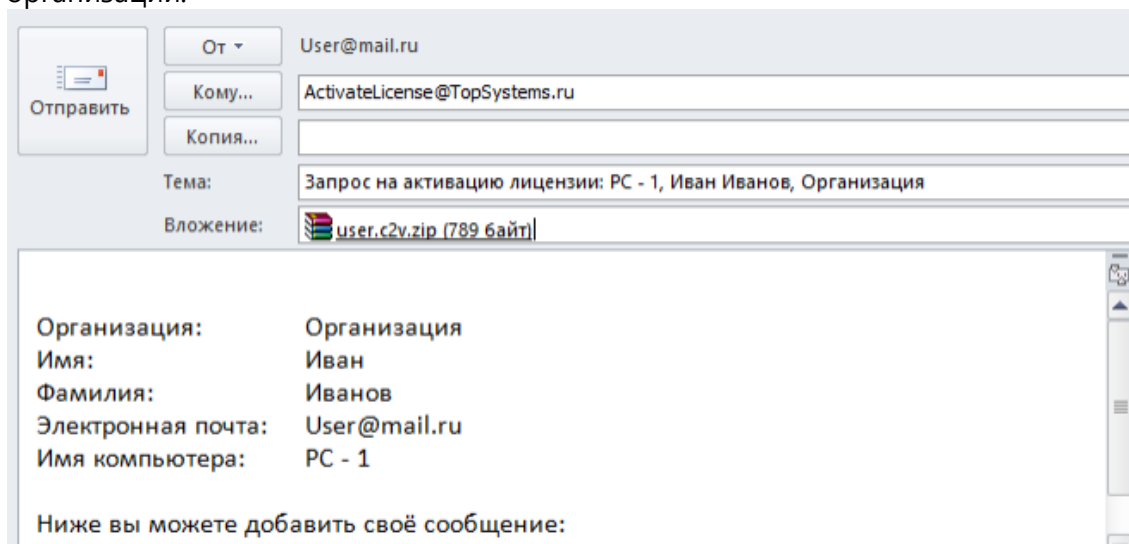 организации.
От
User@mail.ru
Отправить
Кому...
ActivateLicense@TopSystems.ru
Копия...
Тема:
Запрос на активацию лицензии: PC - 1, Иван Иванов, Организация
Вложение:
user.c2v.zip (789 байт)
Организация: Организация
Имя: Иван
Фамилия: Иванов
Электронная почта: User@mail.ru
Имя компьютера: PC - 1
Ниже вы можете добавить своё сообщение: